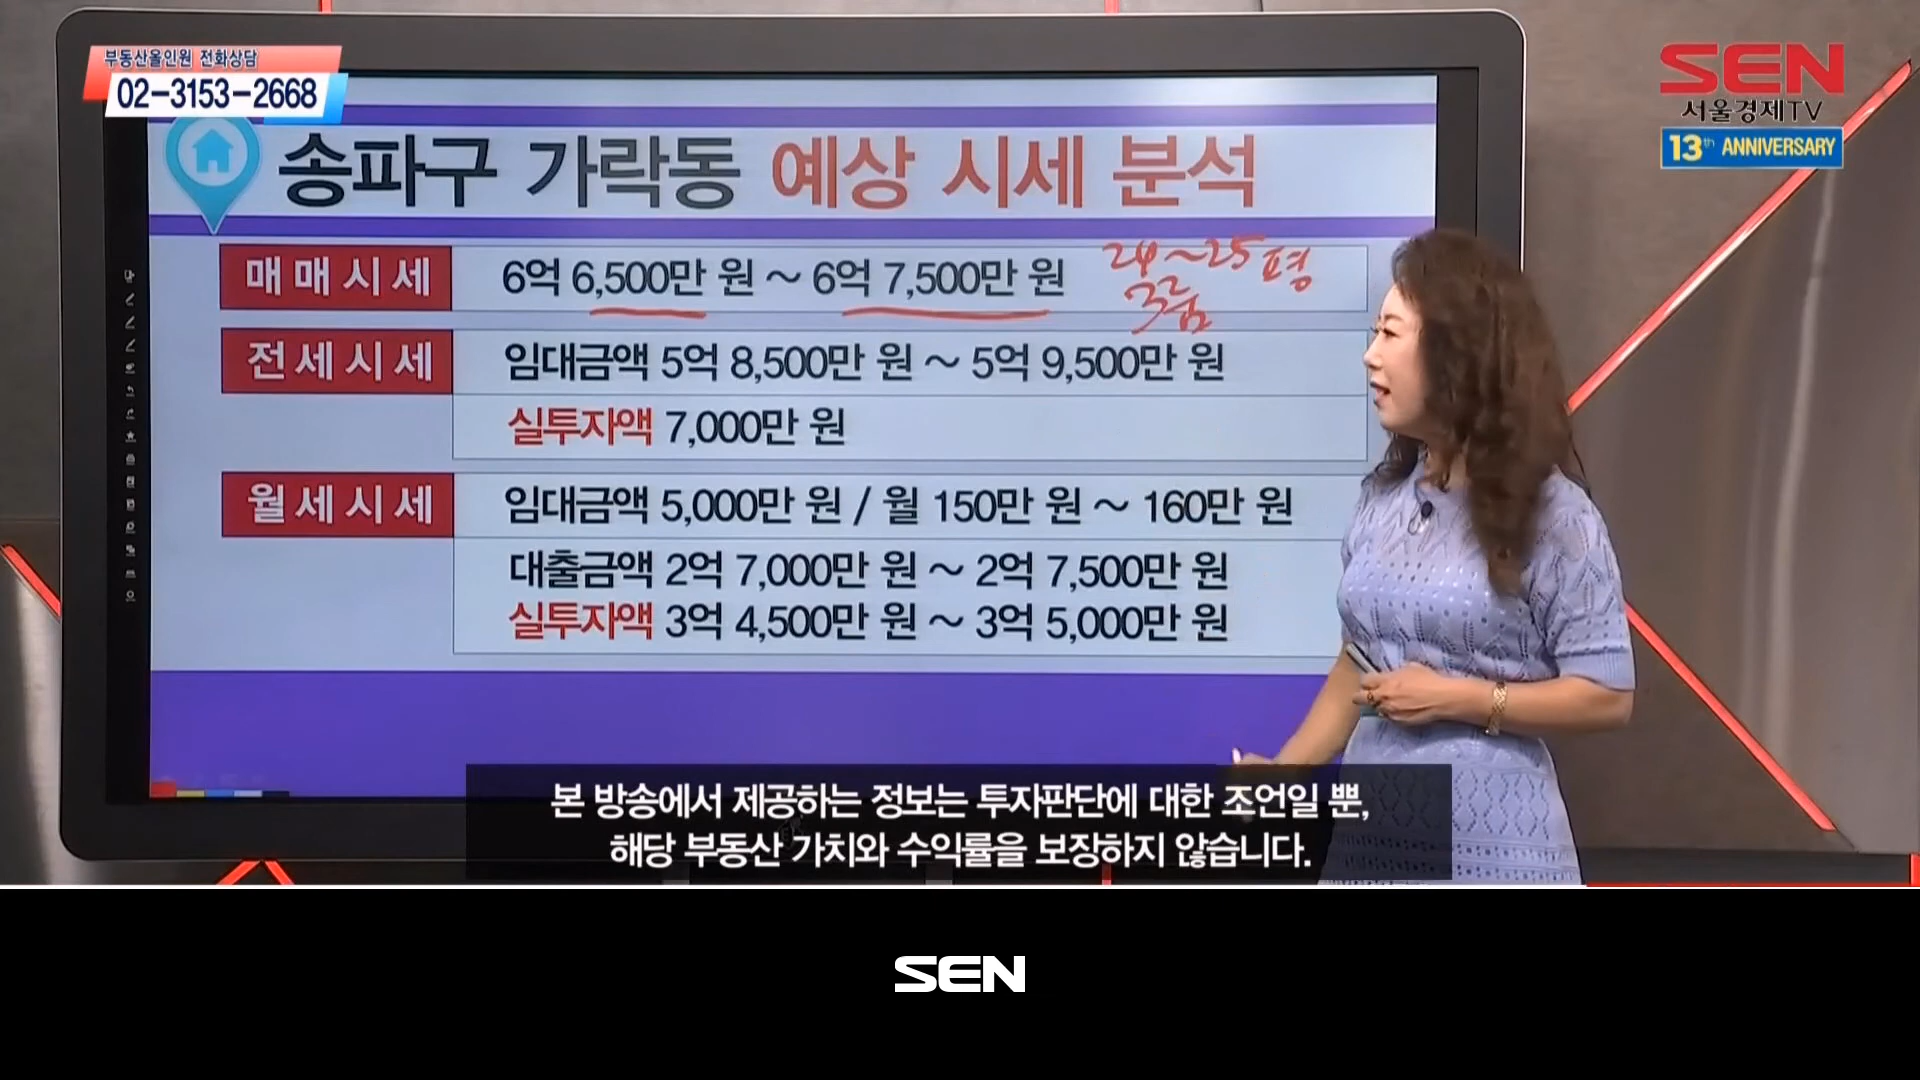 부동산올인원 전화상담
02-3153-2668
SEN
서울경제TV
13th ANNIVERSARY
송파구 가락동 예상 시세 분석
매매시세 6억 6,500만 원 ~ 6억 7,500만 원 24~25평
3룸
전세시세 임대금액 5억 8,500만 원 ~ 5억 9,500만 원
실투자액 7,000만 원
월세시세 임대금액 5,000만 원 / 월 150만 원 ~ 160만 원
대출금액 2억 7,000만 원 ~ 2억 7,500만 원
실투자액 3억 4,500만 원 ~ 3억 5,000만 원
본 방송에서 제공하는 정보는 투자판단에 대한 조언일 뿐,
해당 부동산 가치와 수익률을 보장하지 않습니다.
SEN